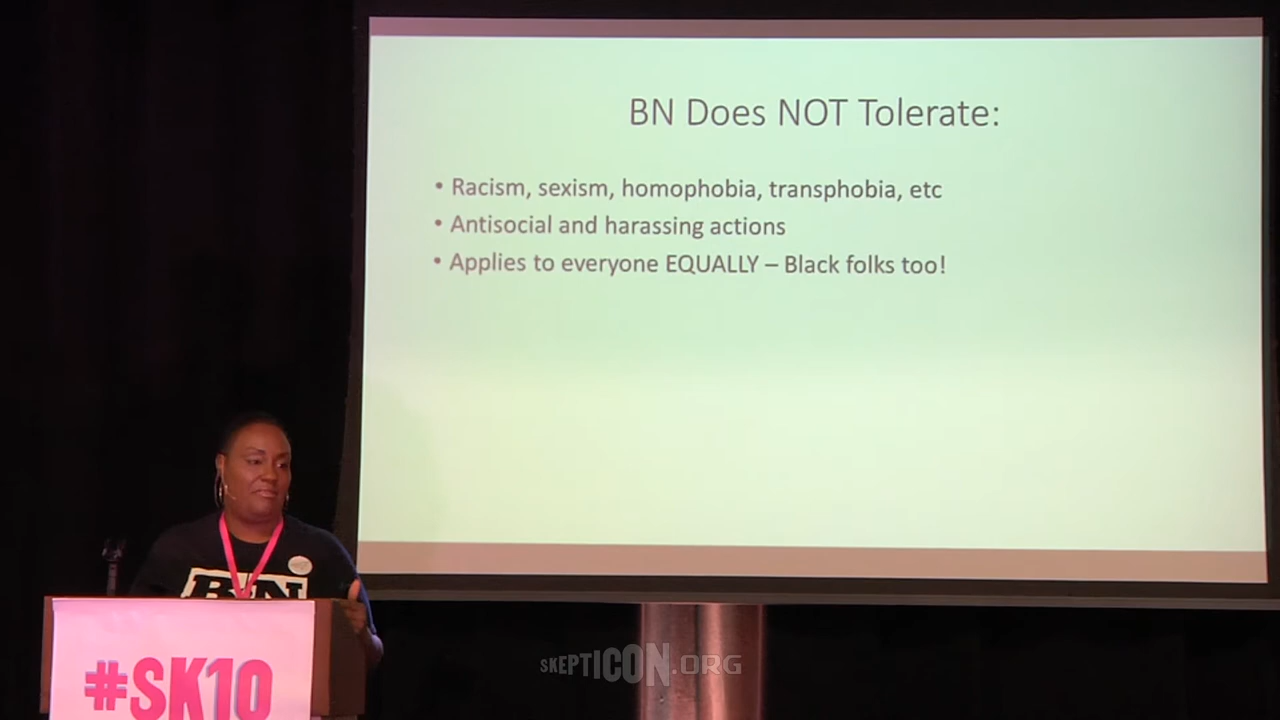 BN Does NOT Tolerate:
• Racism, sexism, homophobia, transphobia, etc
• Antisocial and harassing actions
• Applies to everyone EQUALLY – Black folks too!
BN
#SK10
SKEPTICON.ORG